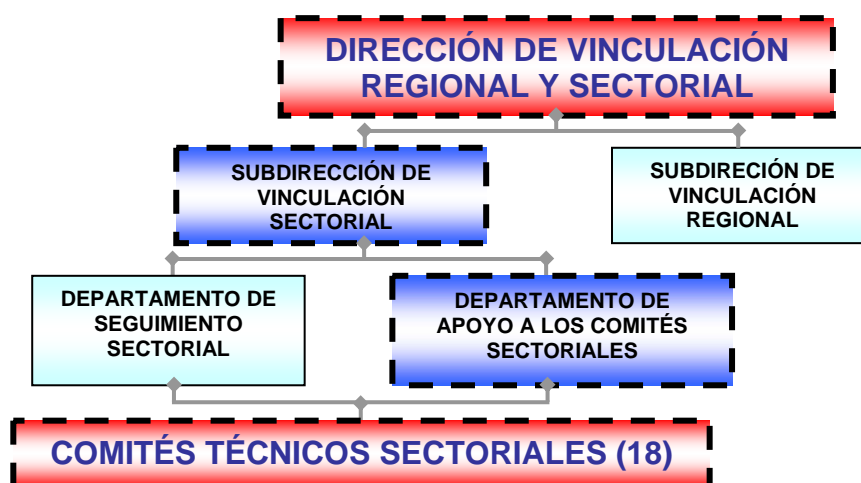 DIRECCIÓN DE VINCULACIÓN
REGIONAL Y SECTORIAL
SUBDIRECCIÓN DE
VINCULACIÓN
SECTORIAL
SUBDIRECIÓN DE
VINCULACIÓN
REGIONAL
DEPARTAMENTO DE
SEGUIMIENTO
SECTORIAL
DEPARTAMENTO DE
APOYO A LOS COMITÉS
SECTORIALES
COMITÉS TÉCNICOS SECTORIALES (18)